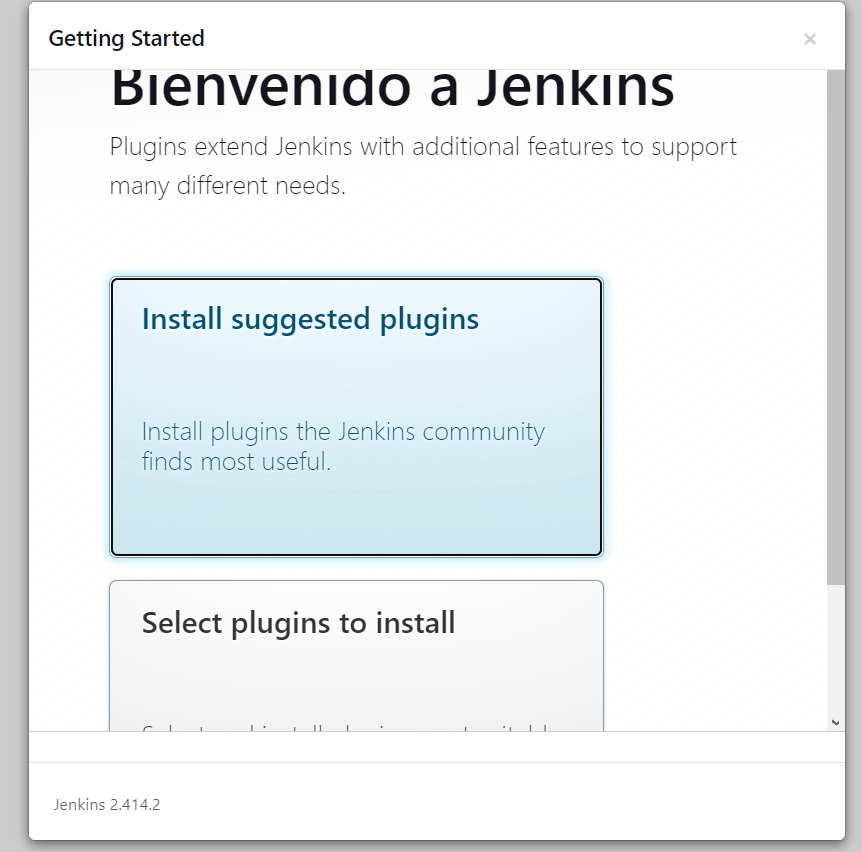 Getting Started
×
Bienvenido a Jenkins
Plugins extend Jenkins with additional features to support
many different needs.
Install suggested plugins
Install plugins the Jenkins community
finds most useful.
Select plugins to install
Jenkins 2.414.2